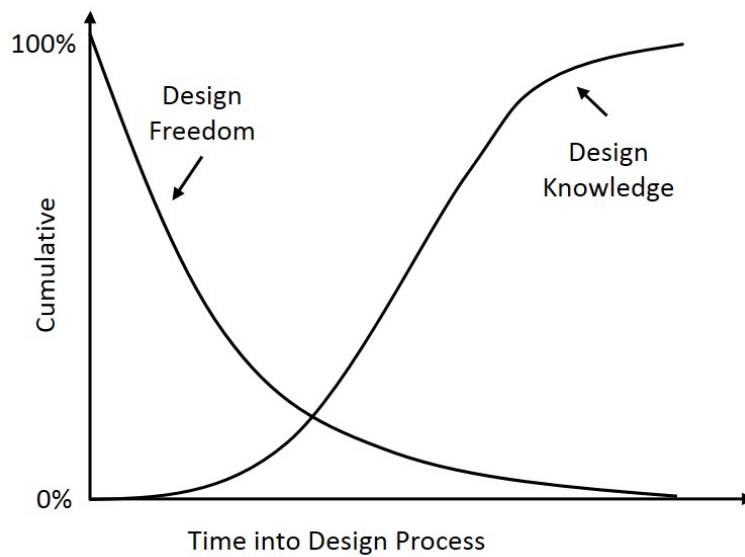 100%
Design
Freedom
Design
Knowledge
Cumulative
0%
Time into Design Process